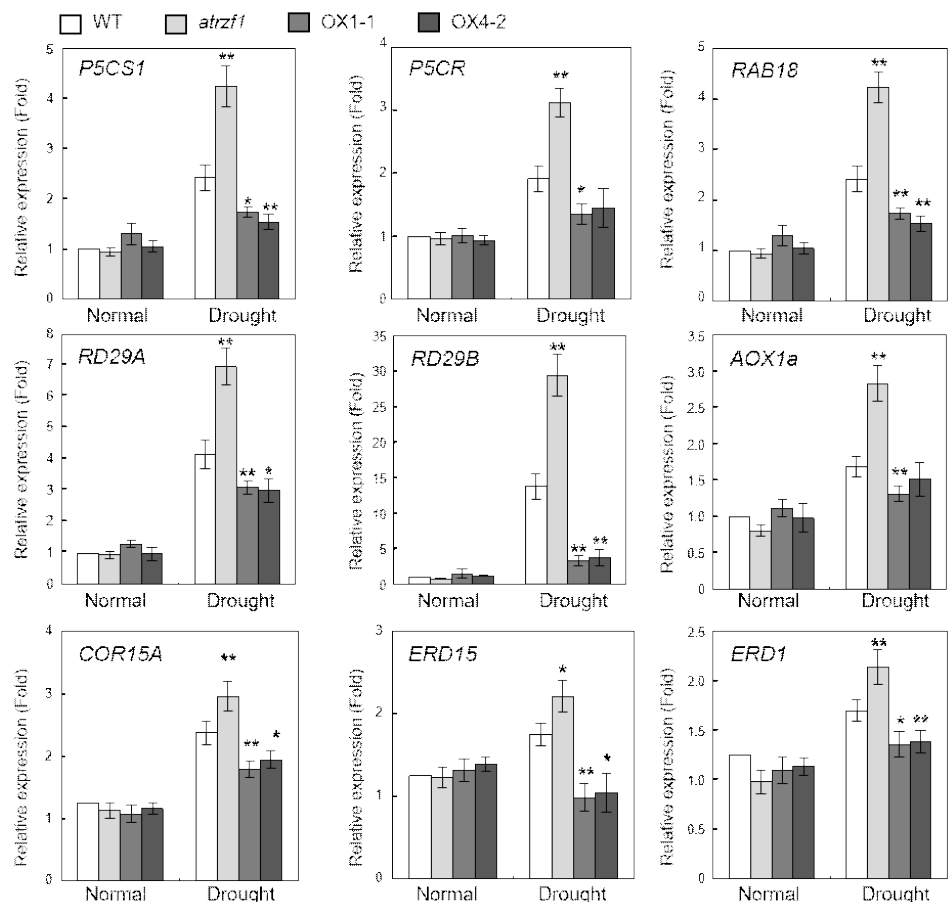 WT atrzf1 OX1-1 OX4-2
P5CS1
Relative expression (Fold)
5
4
3
2
1
0
**
*
**
Normal Drought
P5CR
Relative expression (Fold)
4
3
2
1
0
**
*
Normal Drought
RAB18
Relative expression (Fold)
5
4
3
2
1
0
**
**
**
Normal Drought
RD29A
Relative expression (Fold)
8
7
6
5
4
3
2
1
0
**
**
*
Normal Drought
RD29B
Relative expression (Fold)
35
30
25
20
15
10
5
0
**
**
**
Normal Drought
AOX1a
Relative expression (Fold)
3.5
3.0
2.5
2.0
1.5
1.0
0.5
0
**
**
Normal Drought
COR15A
Relative expression (Fold)
4
3
2
1
0
**
**
*
Normal Drought
ERD15
Relative expression (Fold)
3
2
1
0
*
**
*
Normal Drought
ERD1
Relative expression (Fold)
2.5
2.0
1.5
1.0
0.5
0
**
*
**
Normal Drought